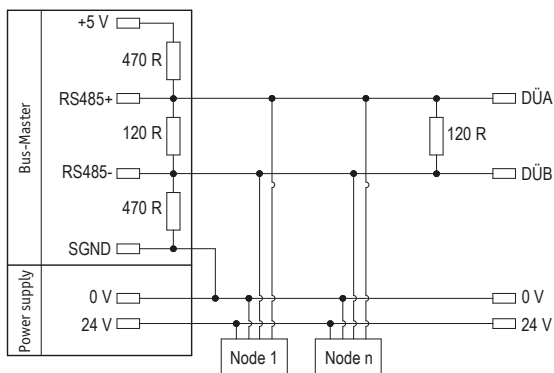 Bus-Master
+5 V
470 R
RS485+
DÜA
120 R
120 R
RS485-
DÜB
470 R
SGND
Power supply
0 V
0 V
24 V
24 V
Node 1
Node n